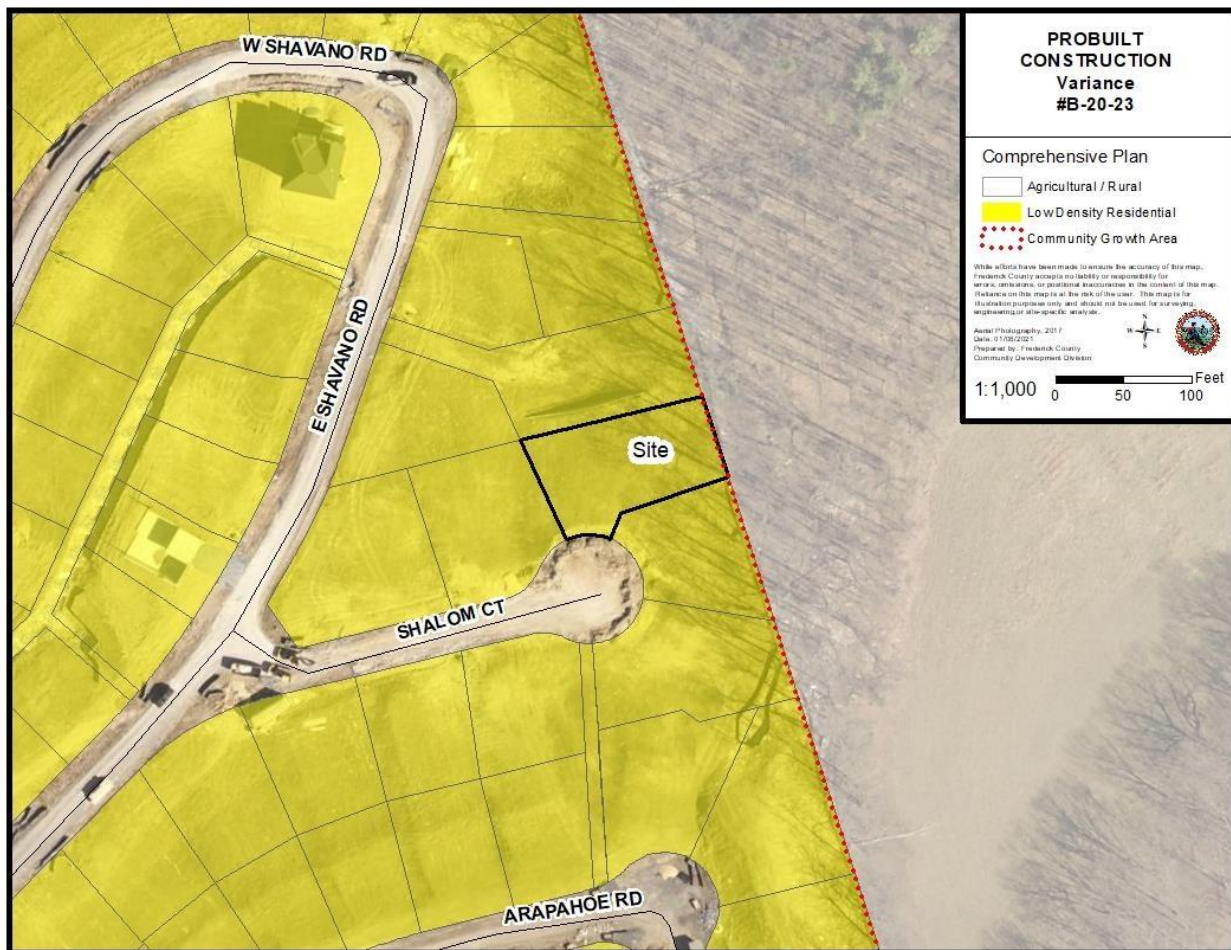 W SHAVANO RD
E SHAVANO RD
Site
SHALOM CT
ARAPAHOE RD
PROBUILT
CONSTRUCTION
Variance
#B-20-23
Comprehensive Plan
Agricultural / Rural
Low Density Residential
Community Growth Area
While efforts have been made to ensure the accuracy of this map,
Frederick County accepts no liability or responsibility for
errors, omissions, or positional inaccuracies in the content of this map.
Reliance on this map is at the risk of the user. This map is for
illustration purposes only and should not be used for surveying,
engineering, or site-specific analysis.
Aerial Photography, 2017
Date: 01/08/2021
Prepared by: Frederick County
Community Development Division
N
W E
S
1:1,000
Feet
0 50 100